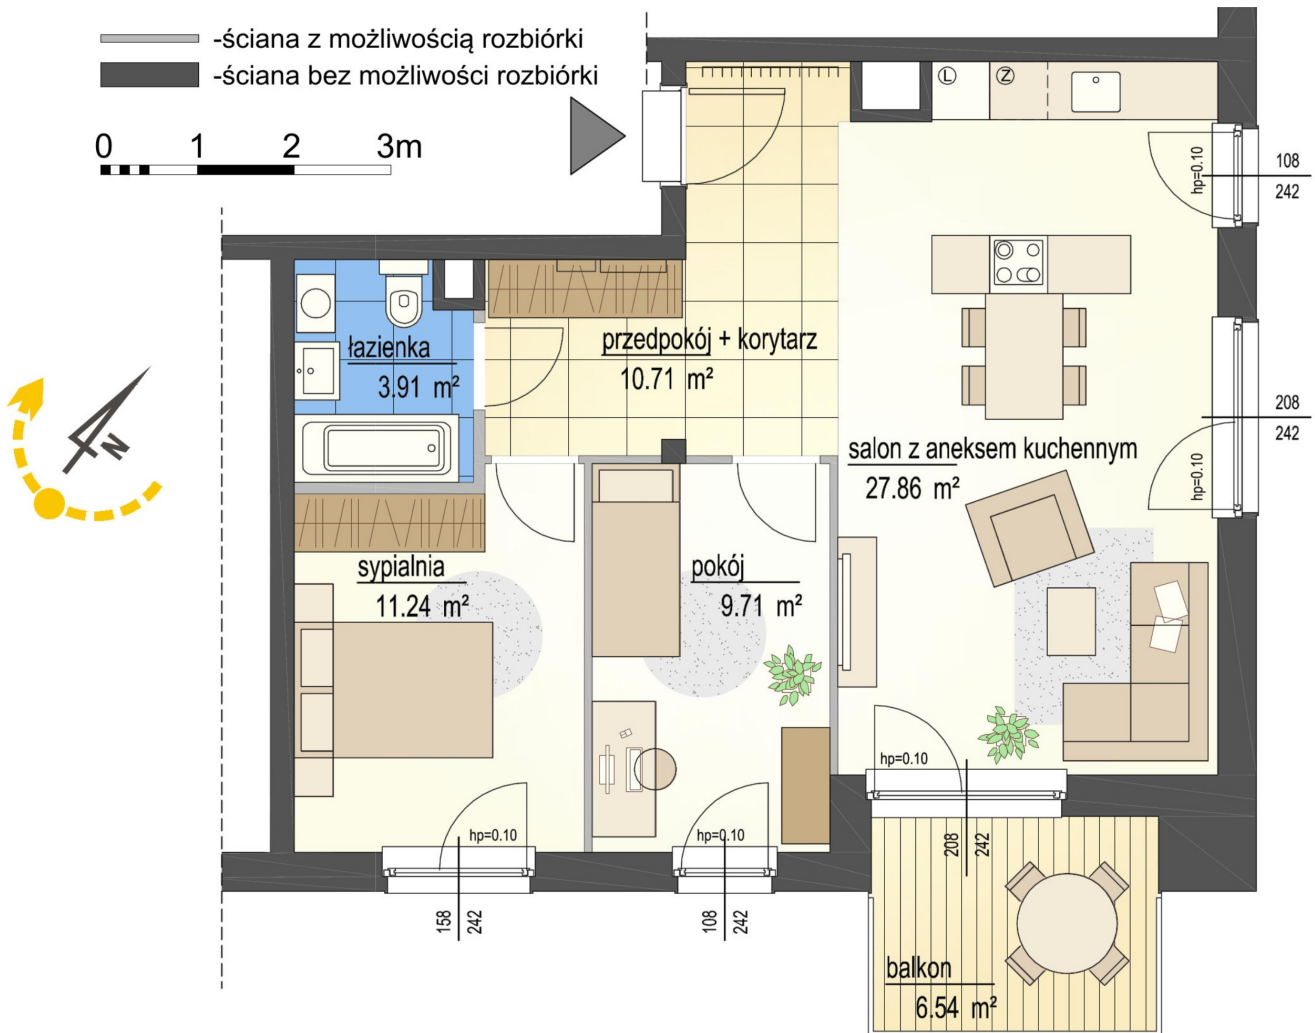 -ściana z możliwością rozbiórki
-ściana bez możliwości rozbiórki
0 1 2 3m
L Z
hp=0.10
108
242
łazienka
3.91 m²
przedpokój + korytarz
10.71 m²
208
242
hp=0.10
salon z aneksem kuchennym
27.86 m²
N
sypialnia
11.24 m²
pokój
9.71 m²
hp=0.10
hp=0.10
hp=0.10
208
242
158
242
108
242
balkon
6.54 m²